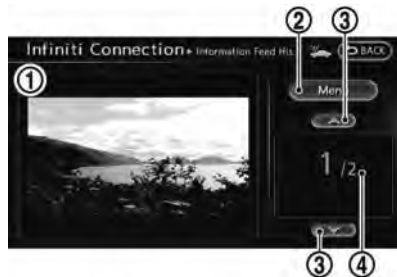 ② ③
Infiniti Connection ▸ Information Feed His. BACK
① Menu
1/2
③ ④